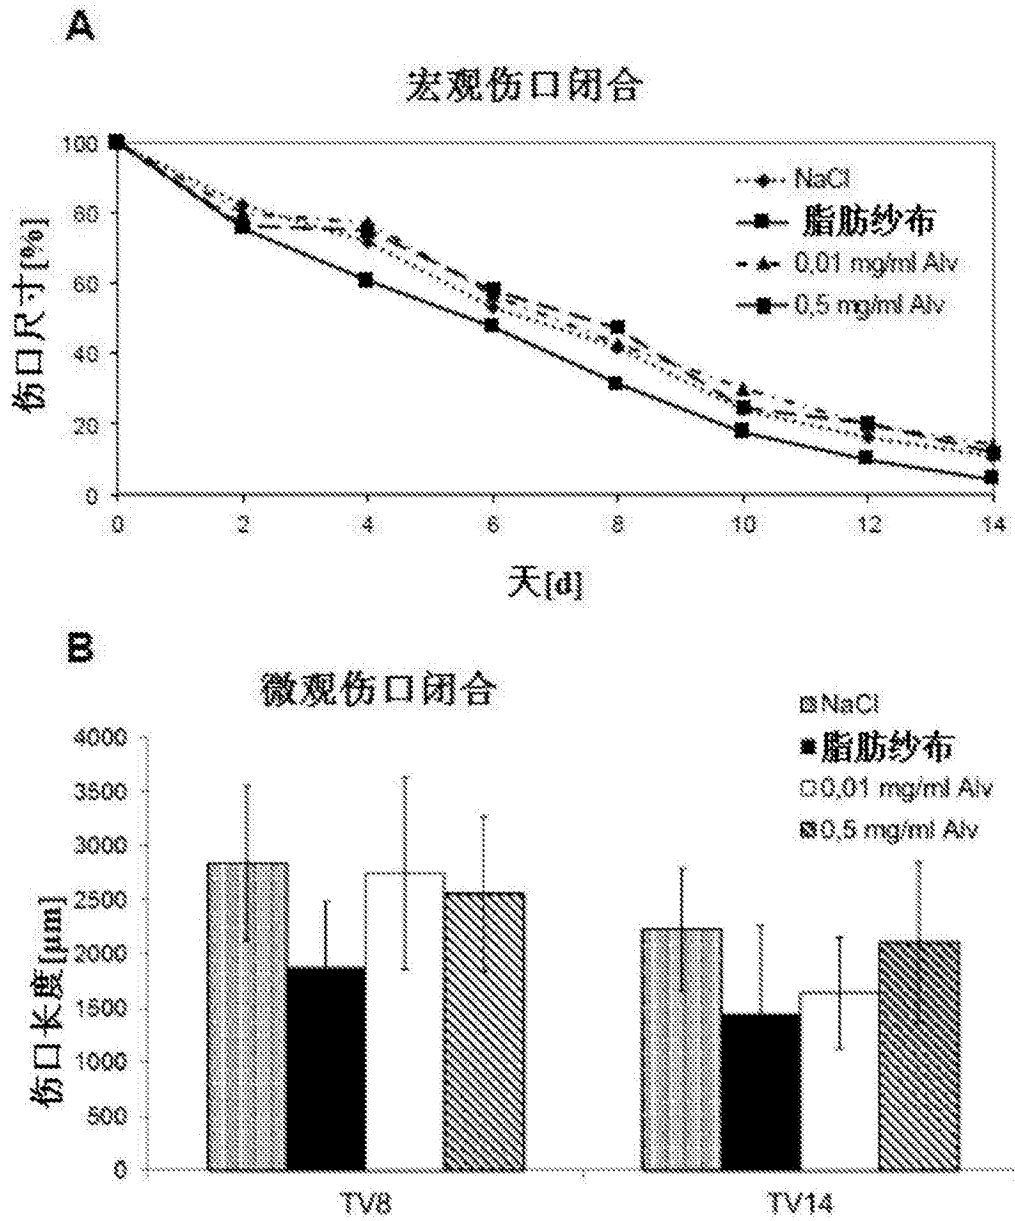 A
宏观伤口闭合
伤口尺寸[%]
100
80
60
40
20
0
0 2 4 6 8 10 12 14
天[d]
NaCl
脂肪纱布
0,01 mg/ml Alv
0,5 mg/ml Alv
B
微观伤口闭合
伤口长度[µm]
4000
3500
3000
2500
2000
1500
1000
500
0
TV8 TV14
NaCl
脂肪纱布
0,01 mg/ml Alv
0,5 mg/ml Alv